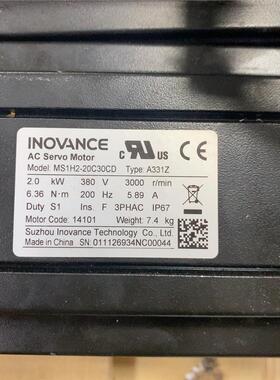 INOVANCE
AC Servo Motor
c RU US
Model: MS1H2-20C30CD Type: A331Z
2.0 kW 380 V 3000 r/min
6.36 N·m 200 Hz 5.89 A
Duty S1 Ins. F 3PHAC IP67
Motor Code: 14101 Weight: 7.4 kg
Suzhou Inovance Technology Co., Ltd.
Made in China SN: 011126934NC00044